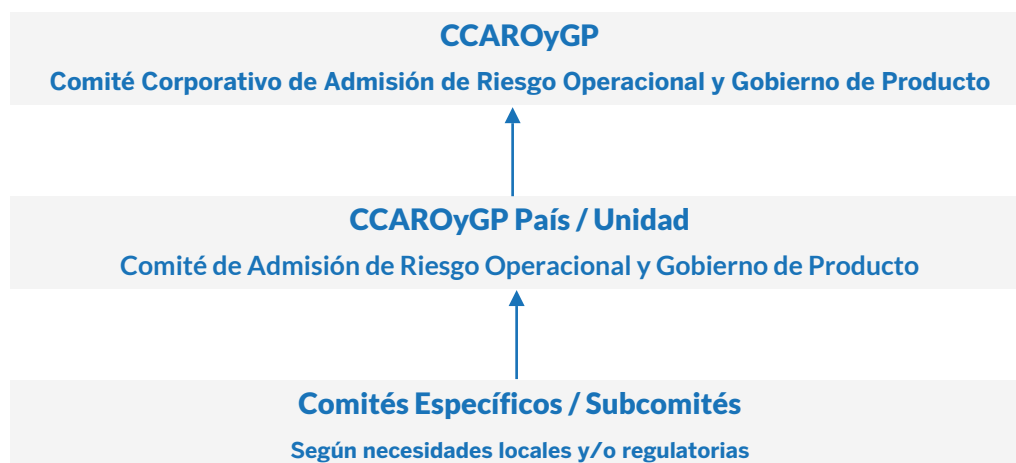 CCAROyGP
Comité Corporativo de Admisión de Riesgo Operacional y Gobierno de Producto
CCAROyGP País / Unidad
Comité de Admisión de Riesgo Operacional y Gobierno de Producto
Comités Específicos / Subcomités
Según necesidades locales y/o regulatorias